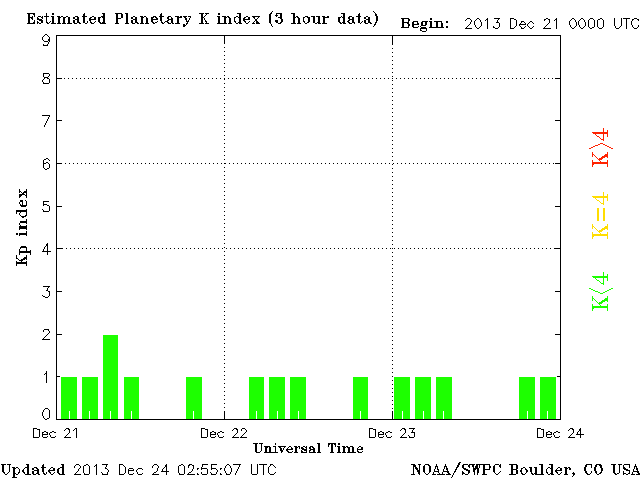 Estimated Planetary K index (3 hour data) Begin: 2013 Dec 21 0000 UTC
9
8
7
6
5
4
3
2
1
0
Kp index
K>4
K=4
K<4
Dec 21 Dec 22 Dec 23 Dec 24
Universal Time
Updated 2013 Dec 24 02:55:07 UTC NOAA/SWPC Boulder, CO USA